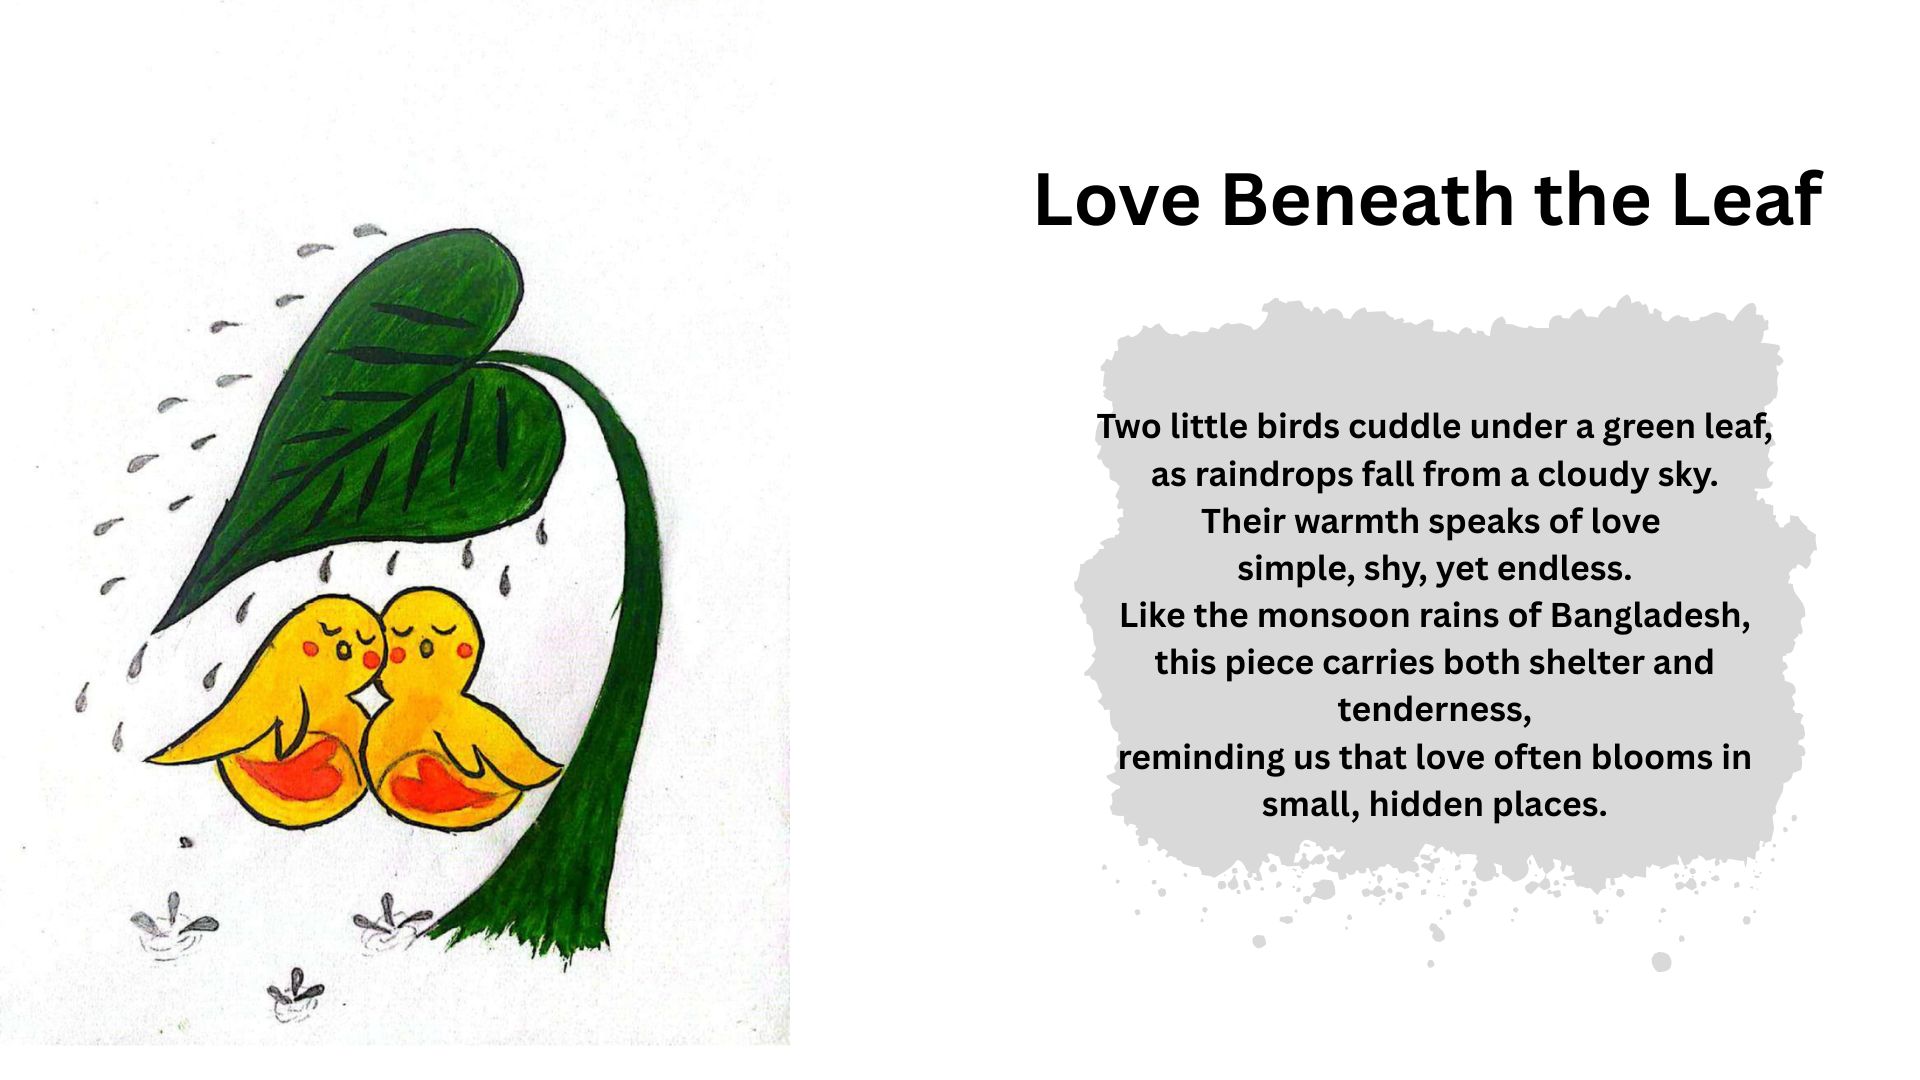 Love Beneath the Leaf
Two little birds cuddle under a green leaf,
as raindrops fall from a cloudy sky.
Their warmth speaks of love
simple, shy, yet endless.
Like the monsoon rains of Bangladesh,
this piece carries both shelter and
tenderness,
reminding us that love often blooms in
small, hidden places.